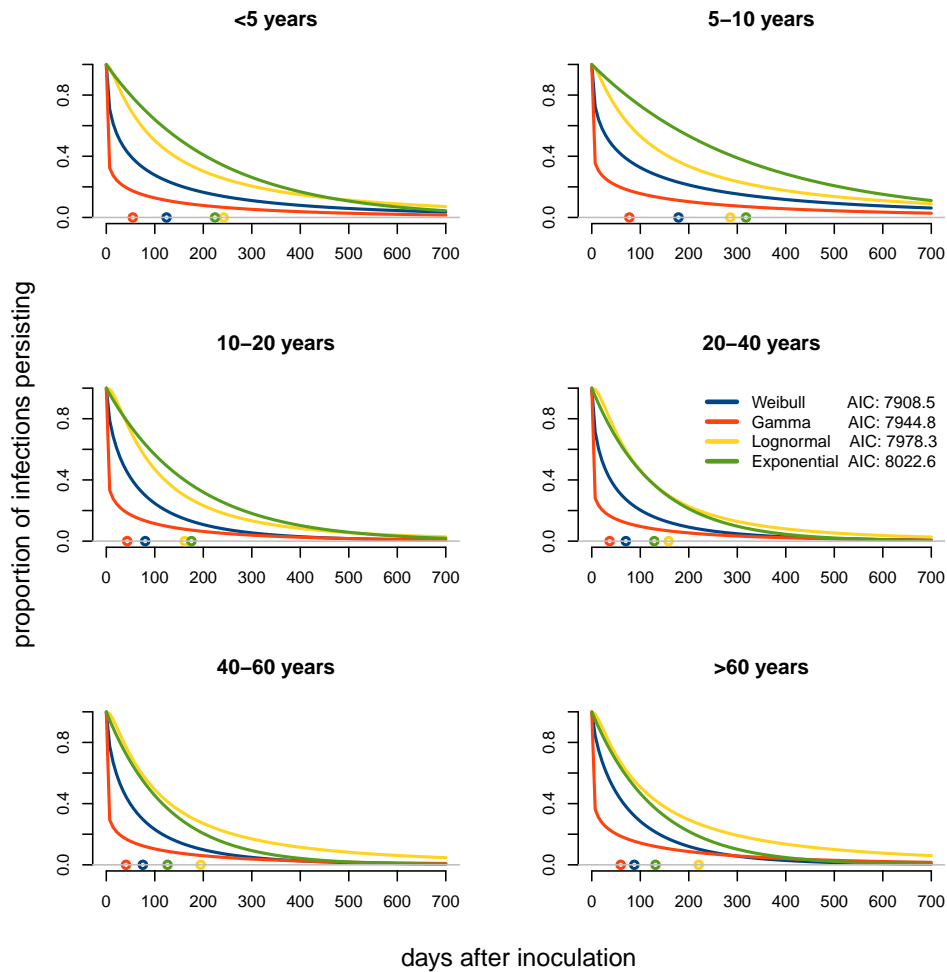 <5 years
5–10 years
0.0 0.4 0.8
0 100 200 300 400 500 600 700
0.0 0.4 0.8
0 100 200 300 400 500 600 700
10–20 years
20–40 years
0.0 0.4 0.8
0 100 200 300 400 500 600 700
0.0 0.4 0.8
0 100 200 300 400 500 600 700
Weibull AIC: 7908.5
Gamma AIC: 7944.8
Lognormal AIC: 7978.3
Exponential AIC: 8022.6
40–60 years
>60 years
0.0 0.4 0.8
0 100 200 300 400 500 600 700
0.0 0.4 0.8
0 100 200 300 400 500 600 700
proportion of infections persisting
days after inoculation